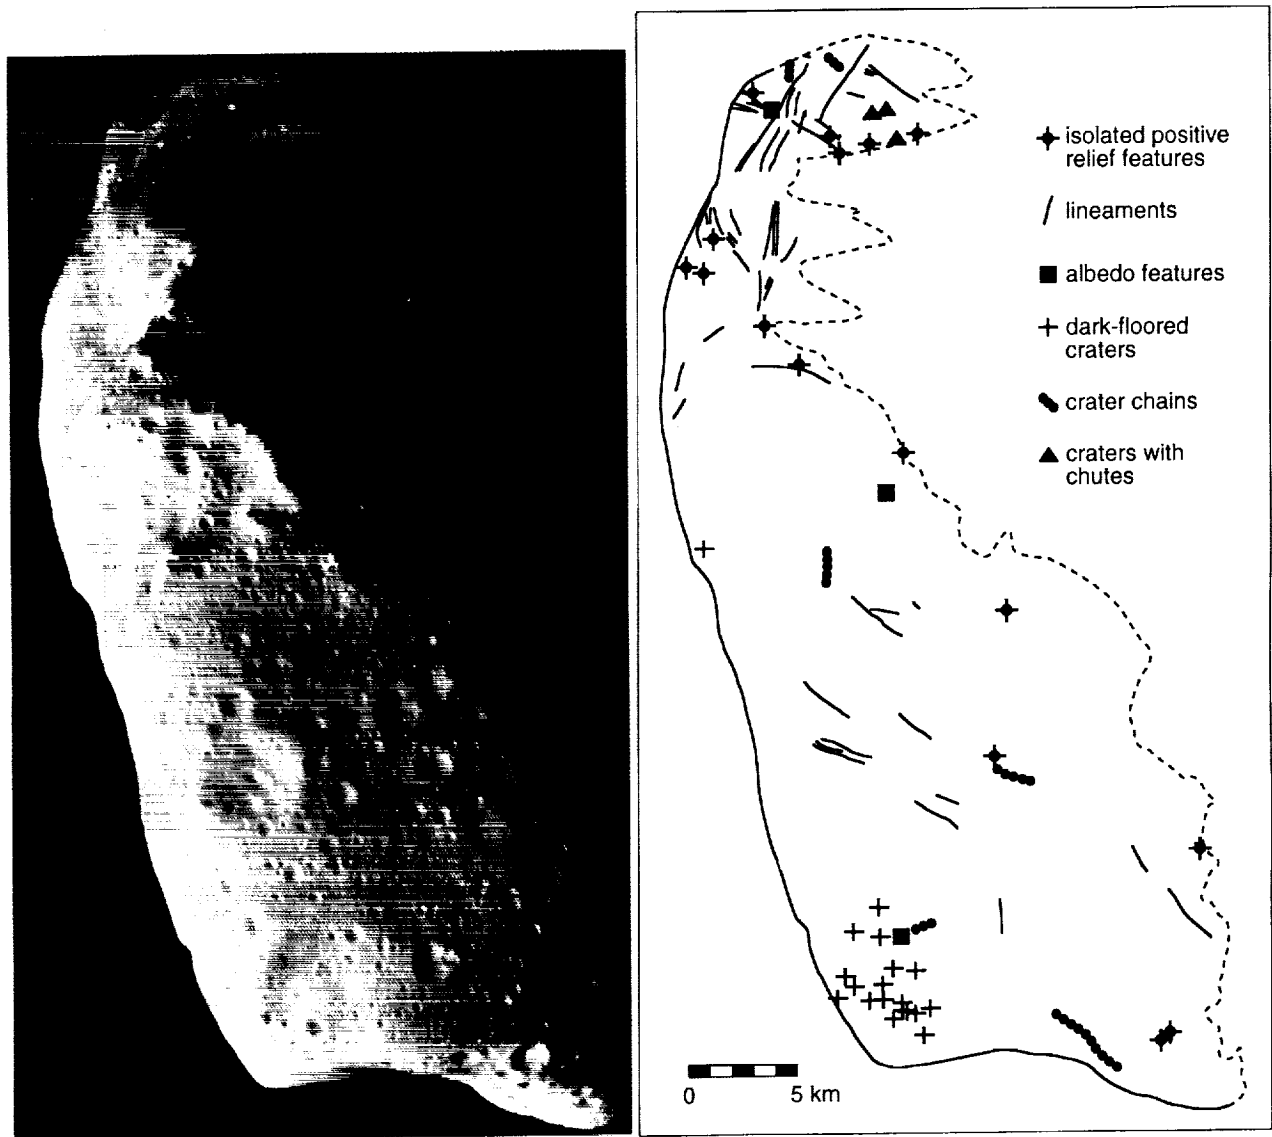 isolated positive
relief features
lineaments
albedo features
dark-floored
craters
crater chains
craters with
chutes
0 5 km